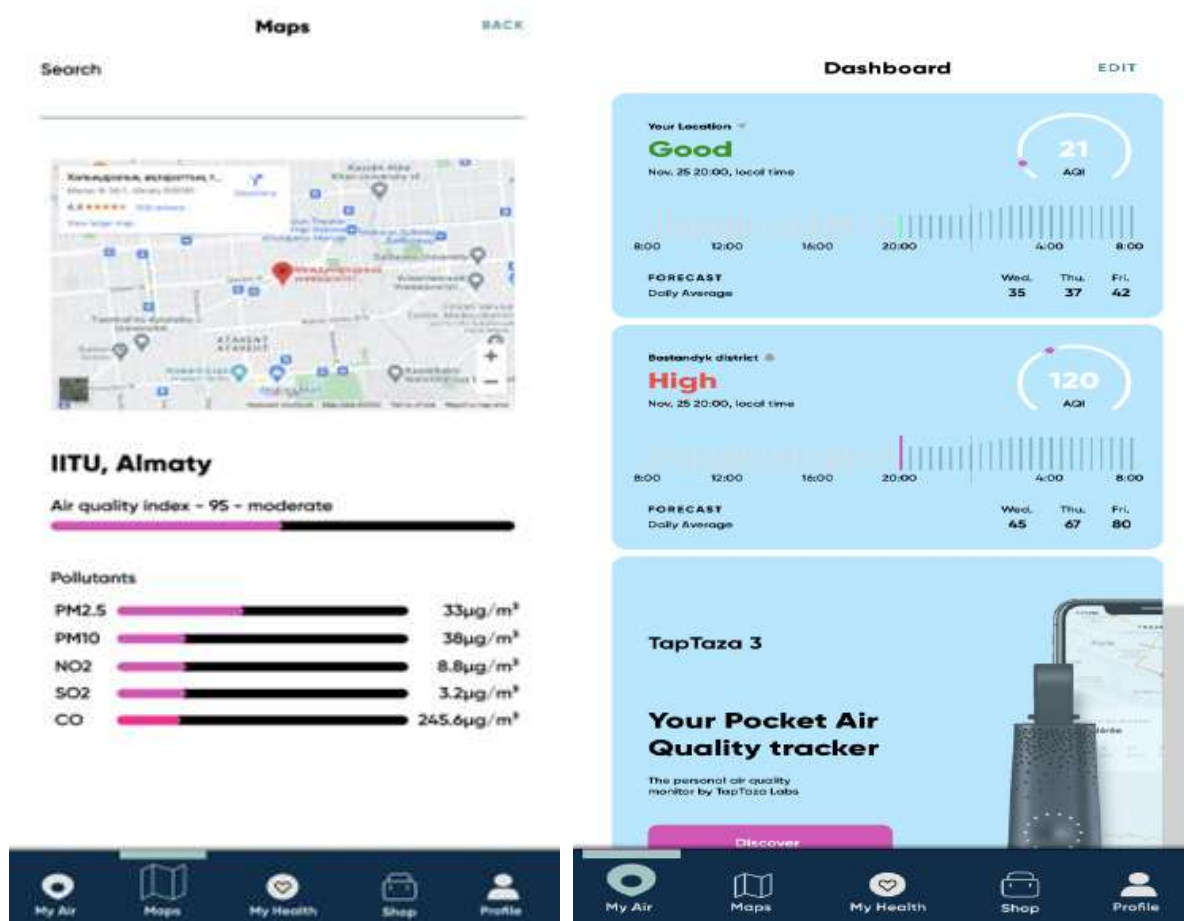 Maps
BACK
Search
4.8
View larger map
ATAKENT
IITU, Almaty
Air quality index - 95 - moderate
Pollutants
PM2.5 33µg/m³
PM10 38µg/m³
NO2 8.8µg/m³
SO2 3.2µg/m³
CO 245.6µg/m³
My Air Maps My Health Shop Profile
Dashboard
EDIT
Your Location
Good
Nov. 25 20:00, local time
21
AQI
8:00 12:00 16:00 20:00 4:00 8:00
FORECAST Wed. Thu. Fri.
Daily Average 35 37 42
Bostandyk district
High
Nov. 25 20:00, local time
120
AQI
8:00 12:00 16:00 20:00 4:00 8:00
FORECAST Wed. Thu. Fri.
Daily Average 45 67 80
TapTaza 3
Your Pocket Air
Quality tracker
The personal air quality
monitor by TapTaza Labs
Discover
My Air Maps My Health Shop Profile